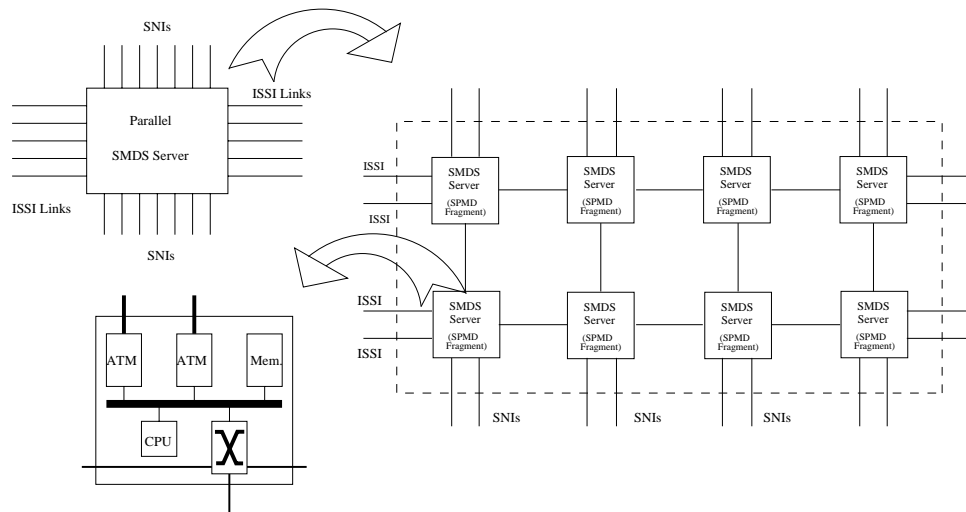 SNIs
ISSI Links
Parallel
SMDS Server
ISSI Links
SNIs
ISSI
ISSI
SMDS
Server
(SPMD
Fragment)
SMDS
Server
(SPMD
Fragment)
SMDS
Server
(SPMD
Fragment)
SMDS
Server
(SPMD
Fragment)
ISSI
ISSI
SMDS
Server
(SPMD
Fragment)
SMDS
Server
(SPMD
Fragment)
SMDS
Server
(SPMD
Fragment)
SMDS
Server
(SPMD
Fragment)
SNIs
SNIs
SNIs
ATM
ATM
Mem.
CPU